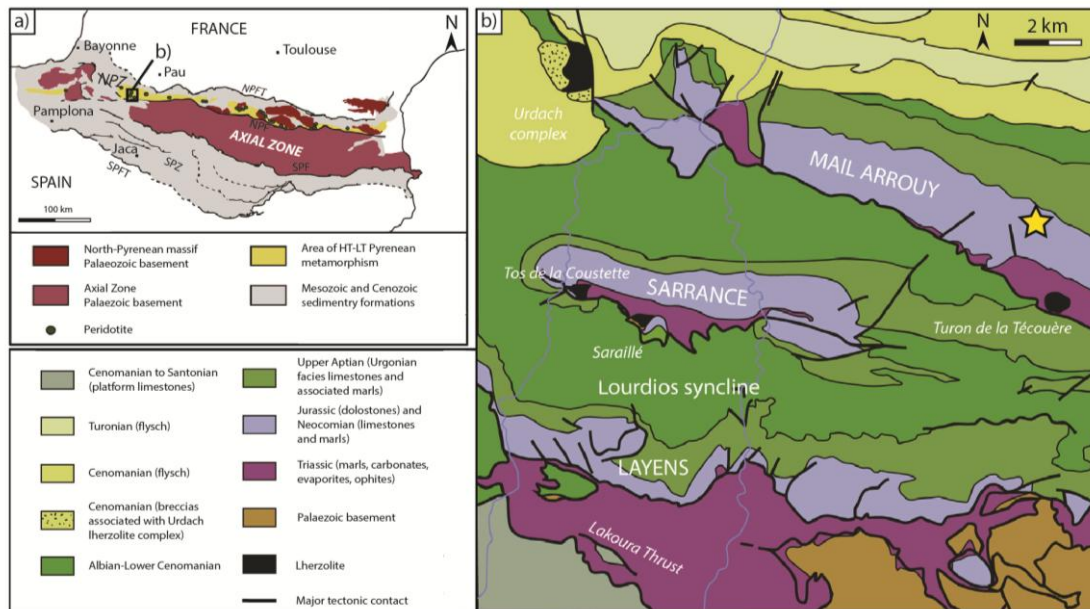 a)
FRANCE
N
Bayonne
Toulouse
b)
NPZ
Pau
NPFT
Pamplona
NPF
AXIAL ZONE
Jaca
SPZ
SPF
SPFT
SPAIN
100 km
North-Pyrenean massif
Palaeozoic basement
Area of HT-LT Pyrenean
metamorphism
Axial Zone
Palaezoic basement
Mesozoic and Cenozoic
sedimentry formations
Peridotite
Cenomanian to Santonian
(platform limestones)
Upper Aptian (Urgonian
facies limestones and
associated marls)
Turonian (flysch)
Jurassic (dolostones) and
Neocomian (limestones
and marls)
Cenomanian (flysch)
Triassic (marls, carbonates,
evaporites, ophites)
Cenomanian (breccias
associated with Urdach
lherzolite complex)
Palaezoic basement
Albian-Lower Cenomanian
Lherzolite
Major tectonic contact
b)
N
2 km
Urdach
complex
MAIL ARROUY
Tos de la Coustette
SARRANCE
Turon de la Técouère
Saraillé
Lourdios syncline
LAYENS
Lakoura Thrust